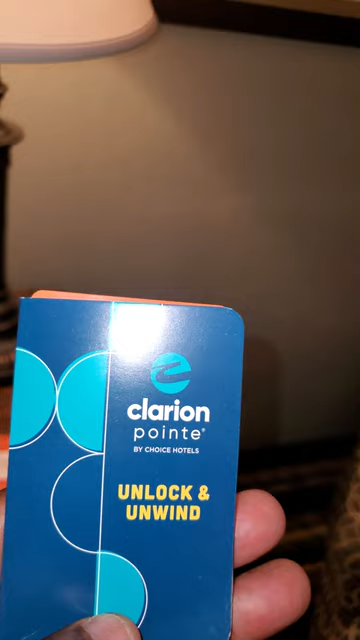 clarion
pointe®
BY CHOICE HOTELS
UNLOCK &
UNWIND